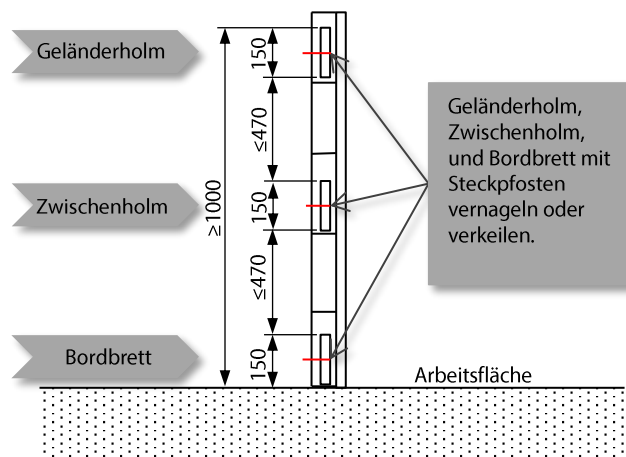 Geländerholm
150
≤470
Geländerholm,
Zwischenholm,
und Bordbrett mit
Steckpfosten
vernageln oder
verkeilen.
Zwischenholm
≥1000
150
≤470
Bordbrett
150
Arbeitsfläche